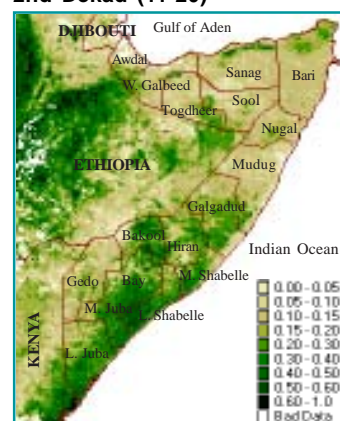 2nd Dekad (11-20)
DJIBOUTI
Gulf of Aden
Awdal
W. Galbeed
Sanag
Bari
Togdheer
Sool
Nugal
ETHIOPIA
Mudug
Galgadud
Bakool
Hiran
Indian Ocean
Gedo
Bay
M. Shabelle
M. Juba
L. Shabelle
KENYA
L. Juba
0.00-0.05
0.05-0.10
0.10-0.15
0.15-0.20
0.20-0.30
0.30-0.40
0.40-0.50
0.50-0.60
0.60-1.0
Bad Data